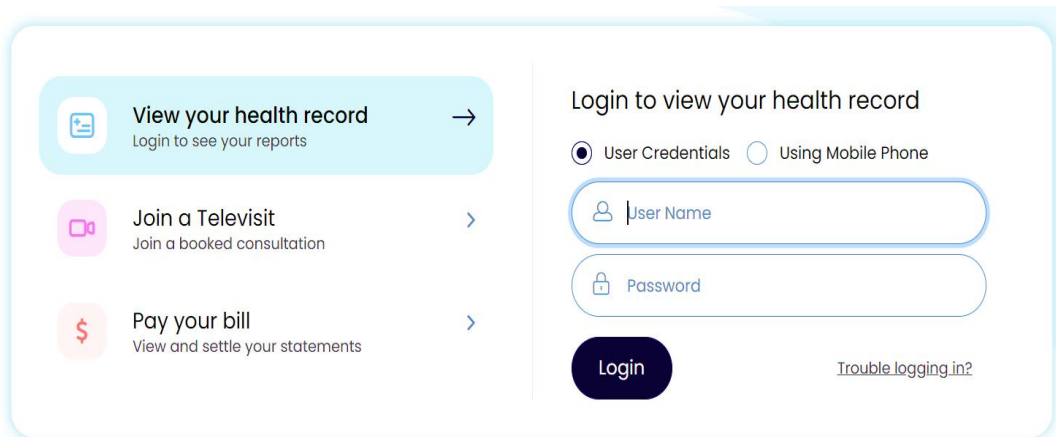 View your health record
Login to see your reports
Join a Televisit
Join a booked consultation
$
Pay your bill
View and settle your statements
Login to view your health record
User Credentials Using Mobile Phone
User Name
Password
Login Trouble logging in?